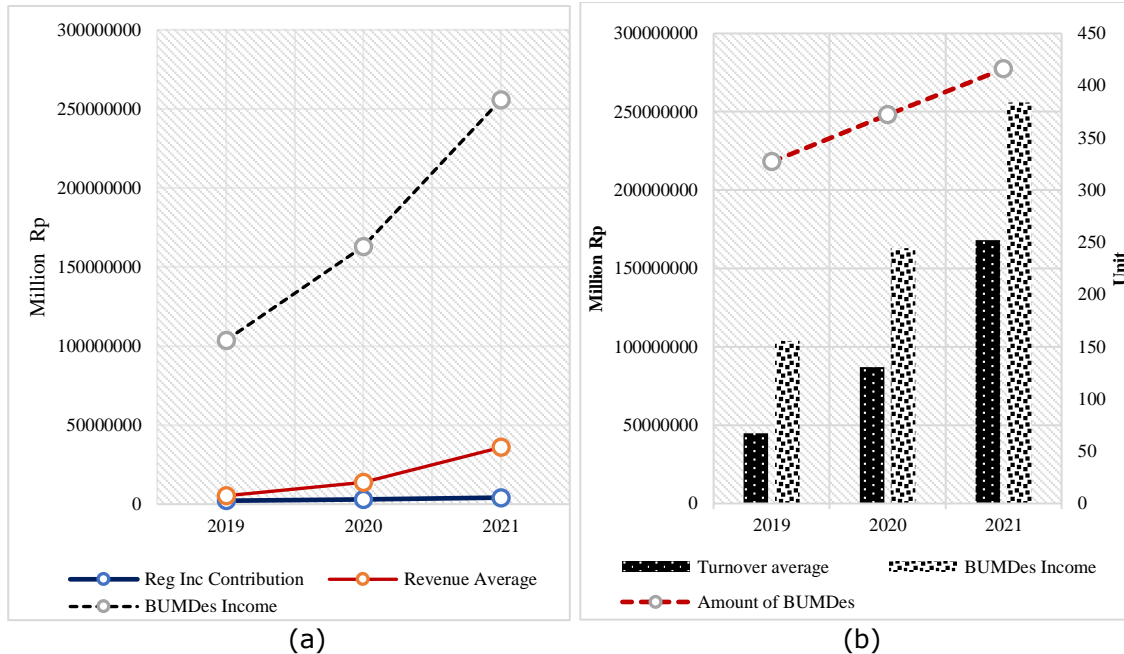 300000000
250000000
200000000
150000000
100000000
50000000
0
Million Rp
2019 2020 2021
Reg Inc Contribution Revenue Average
BUMDes Income
(a)
300000000
250000000
200000000
150000000
100000000
50000000
0
Million Rp
450
400
350
300
250
200
150
100
50
0
Unit
2019 2020 2021
Turnover average BUMDes Income
Amount of BUMDes
(b)